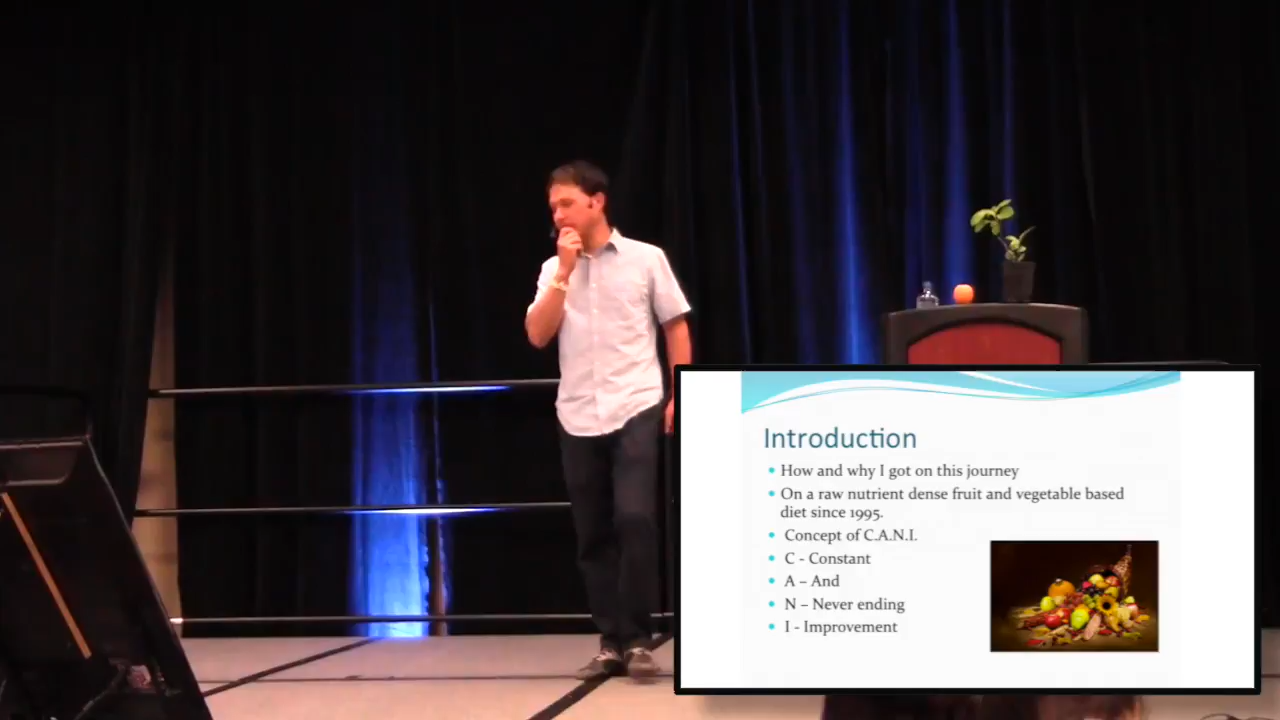 Introduction
How and why I got on this journey
On a raw nutrient dense fruit and vegetable based
diet since 1995.
Concept of C.A.N.I.
C - Constant
A – And
N – Never ending
I - Improvement